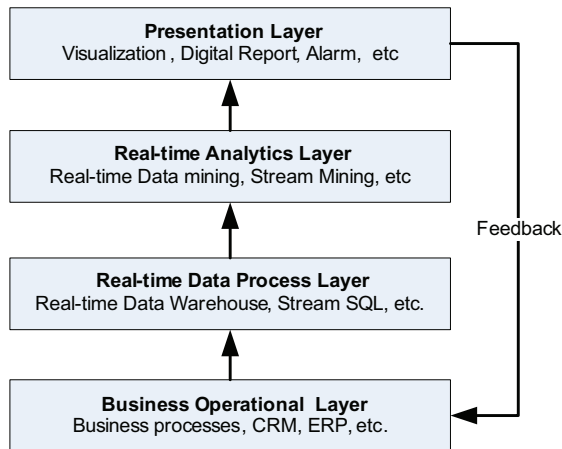 Presentation Layer
Visualization , Digital Report, Alarm, etc
Real-time Analytics Layer
Real-time Data mining, Stream Mining, etc
Feedback
Real-time Data Process Layer
Real-time Data Warehouse, Stream SQL, etc.
Business Operational Layer
Business processes, CRM, ERP, etc.